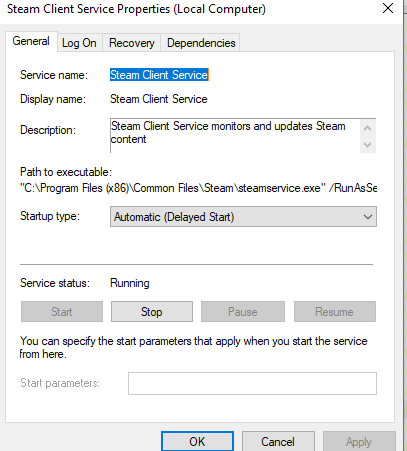 Steam Client Service Properties (Local Computer)
General Log On Recovery Dependencies
Service name: Steam Client Service
Display name: Steam Client Service
Description: Steam Client Service monitors and updates Steam
content
Path to executable:
"C:\Program Files (x86)\Common Files\Steam\steamservice.exe" /RunAsSe
Startup type: Automatic (Delayed Start)
Service status: Running
Start Stop Pause Resume
You can specify the start parameters that apply when you start the service
from here.
Start parameters:
OK Cancel Apply